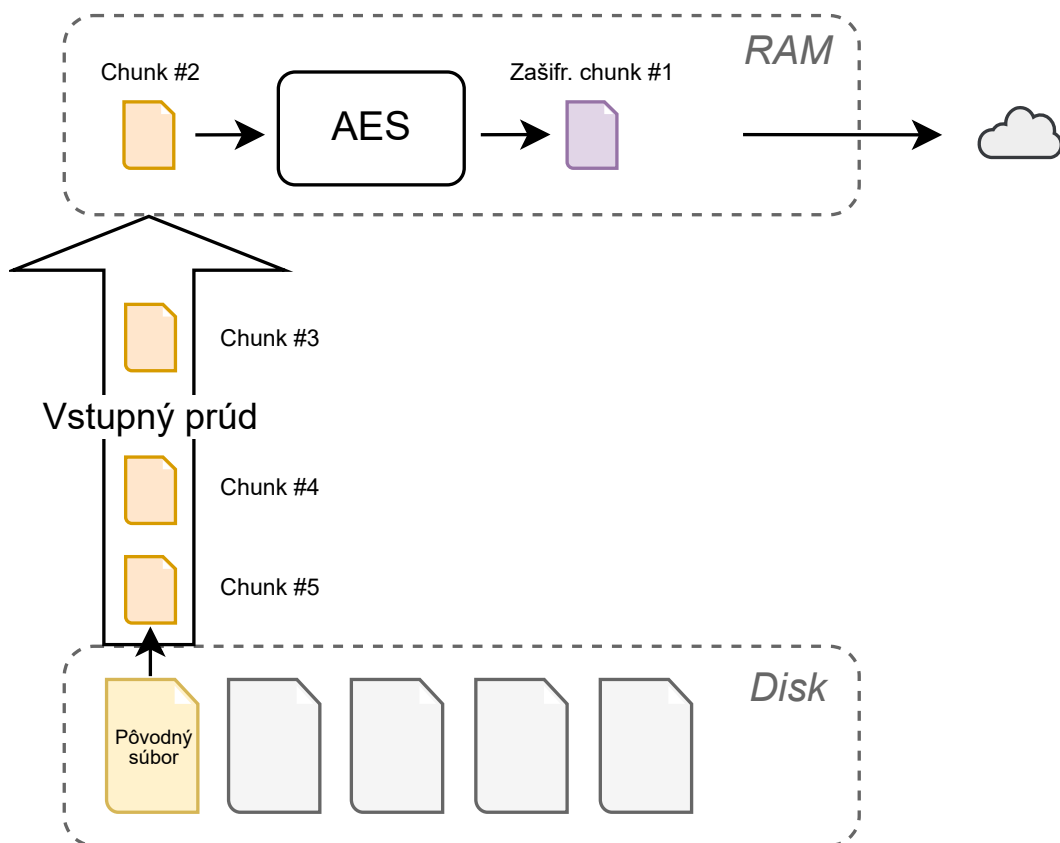 RAM
Chunk #2
Zašifr. chunk #1
AES
Chunk #3
Vstupný prúd
Chunk #4
Chunk #5
Disk
Pôvodný
súbor